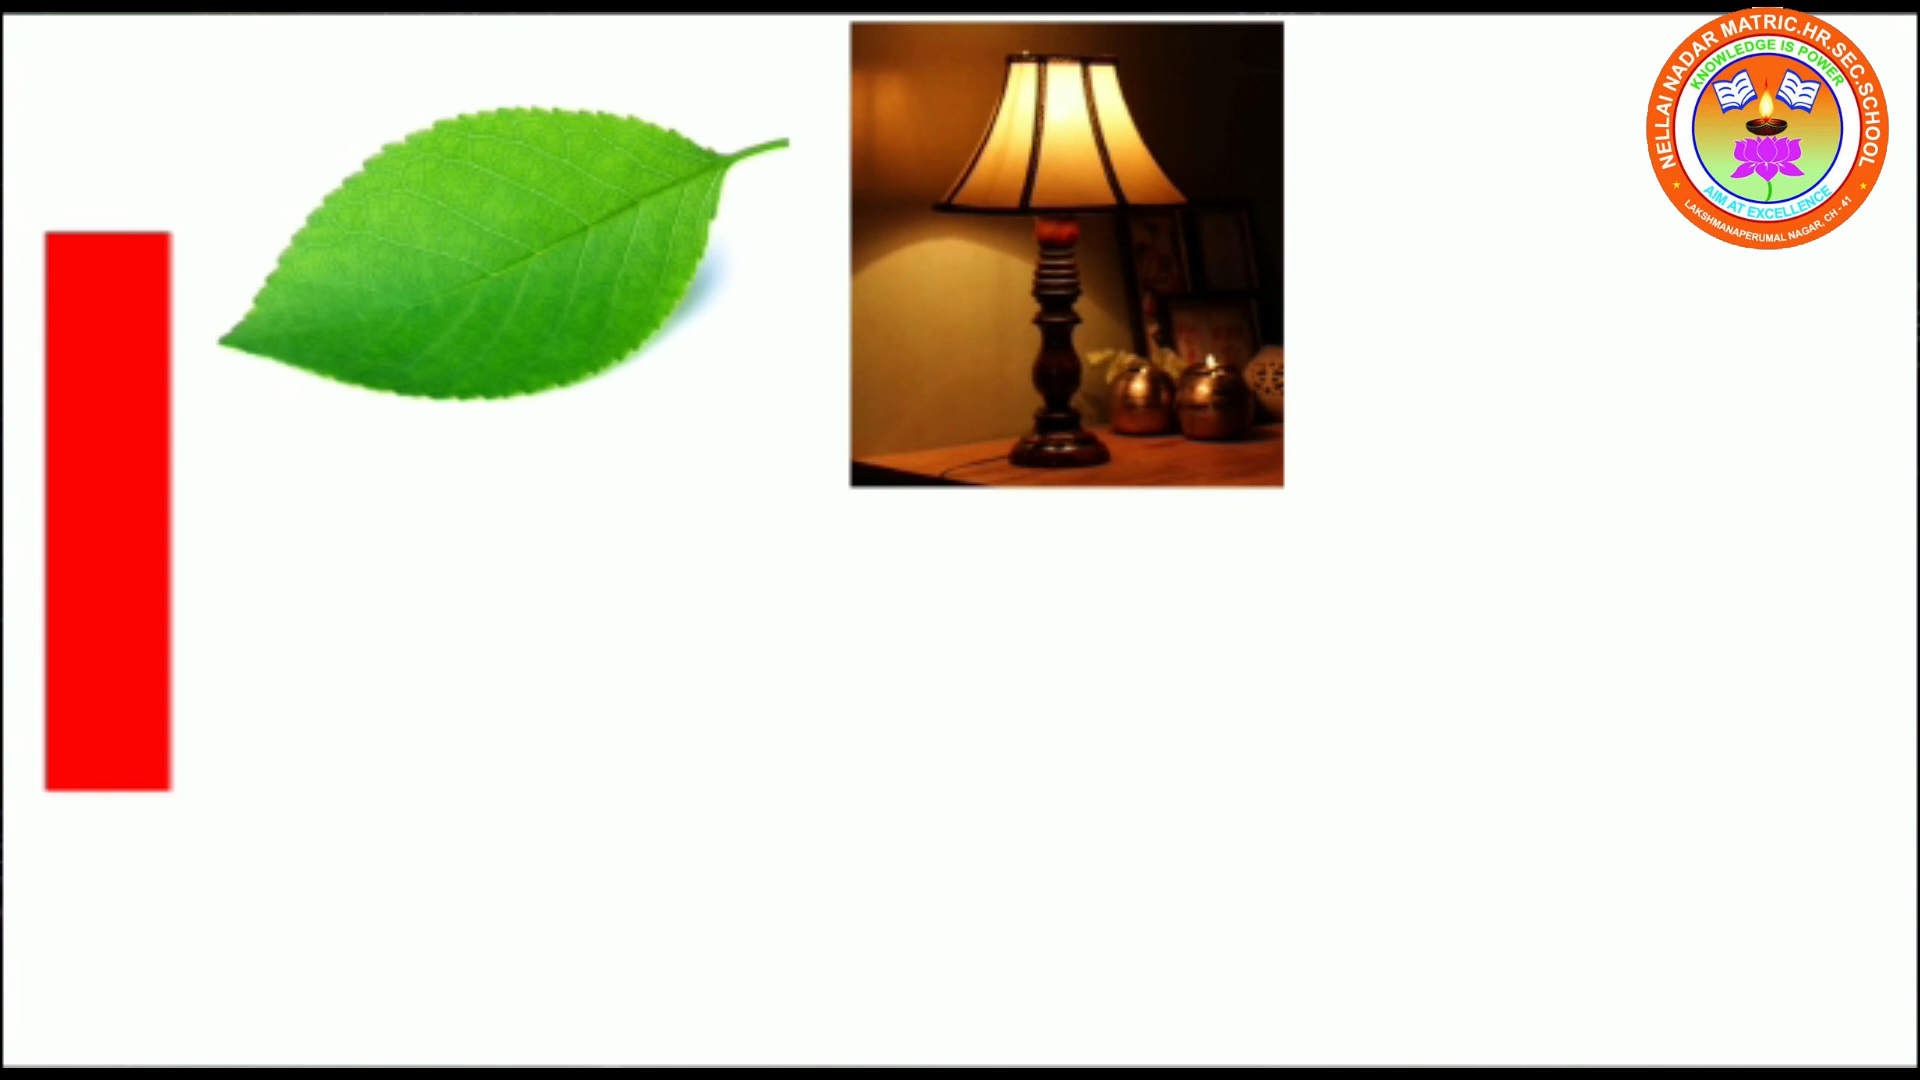 l
NELLAI NADAR MATRIC.HR.SEC.SCHOOL
KNOWLEDGE IS POWER
AIM AT EXCELLENCE
LAKSHMANAPERUMAL NAGAR, CH - 41